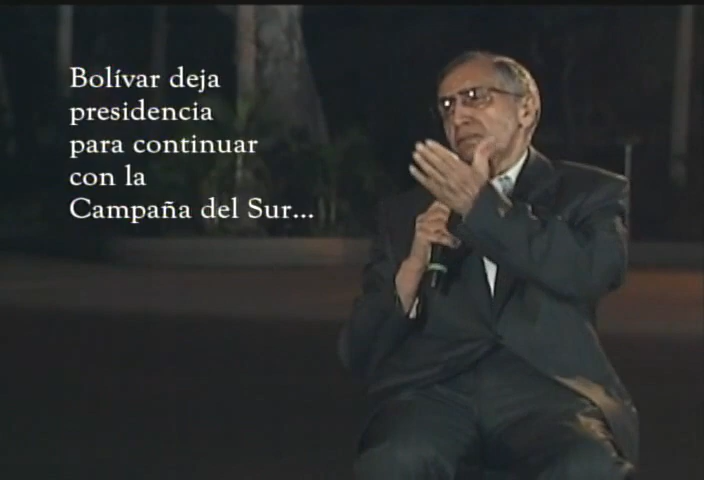 Bolívar deja
presidencia
para continuar
con la
Campaña del Sur...